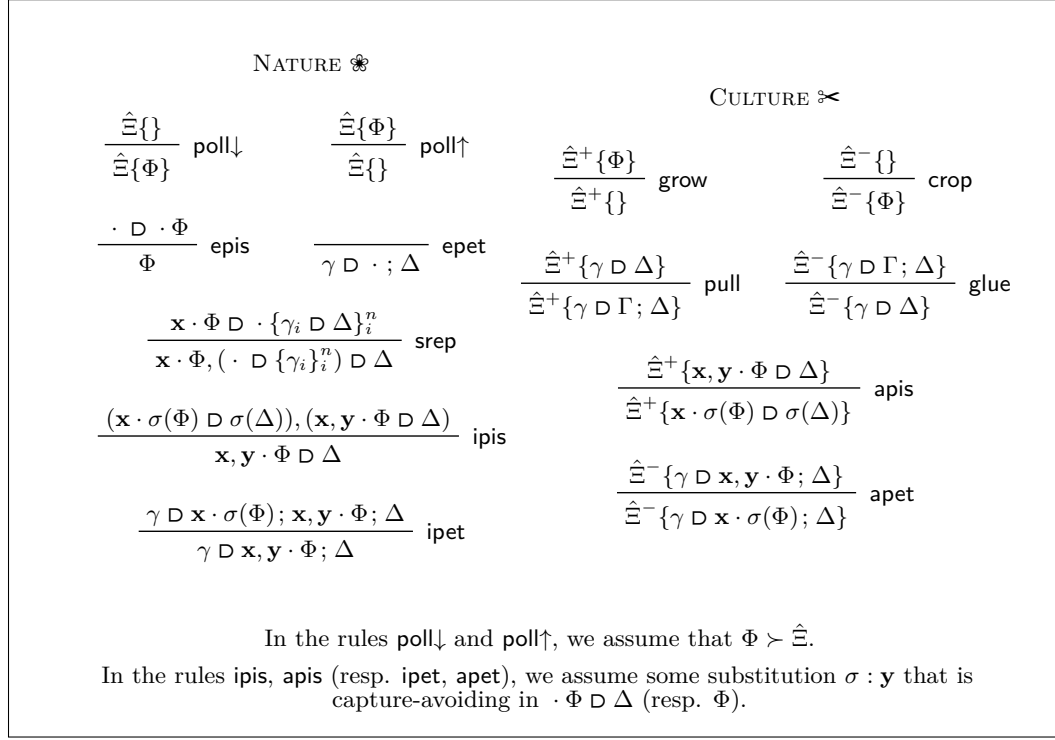 NATURE ❀
Ξ̂{}
Ξ̂{Φ}
poll↓
Ξ̂{Φ}
Ξ̂{}
poll↑
· ⊃ · Φ
Φ
epis
γ ⊃ · ; Δ
epet
x · Φ ⊃ · {γᵢ ⊃ Δ}ᵢⁿ
x · Φ, ( · ⊃ {γᵢ}ᵢⁿ) ⊃ Δ
srep
(x · σ(Φ) ⊃ σ(Δ)), (x, y · Φ ⊃ Δ)
x, y · Φ ⊃ Δ
ipis
γ ⊃ x · σ(Φ) ; x, y · Φ ; Δ
γ ⊃ x, y · Φ ; Δ
ipet
CULTURE ✂
Ξ̂⁺{Φ}
Ξ̂⁺{}
grow
Ξ̂⁻{}
Ξ̂⁻{Φ}
crop
Ξ̂⁺{γ ⊃ Δ}
Ξ̂⁺{γ ⊃ Γ ; Δ}
pull
Ξ̂⁻{γ ⊃ Γ ; Δ}
Ξ̂⁻{γ ⊃ Δ}
glue
Ξ̂⁺{x, y · Φ ⊃ Δ}
Ξ̂⁺{x · σ(Φ) ⊃ σ(Δ)}
apis
Ξ̂⁻{γ ⊃ x, y · Φ ; Δ}
Ξ̂⁻{γ ⊃ x · σ(Φ) ; Δ}
apet
In the rules poll↓ and poll↑, we assume that Φ ≻ Ξ̂.
In the rules ipis, apis (resp. ipet, apet), we assume some substitution σ : y that is
capture-avoiding in · Φ ⊃ Δ (resp. Φ).